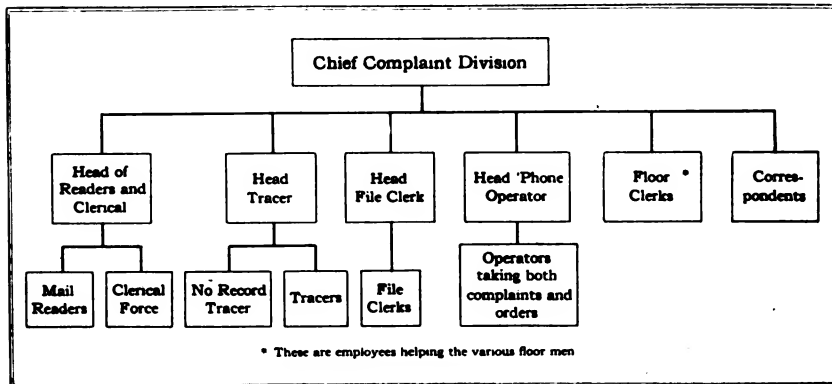 Chief Complaint Division
Head of
Readers and
Clerical
Head
Tracer
Head
File Clerk
Head 'Phone
Operator
Floor *
Clerks
Corres-
pondents
Mail
Readers
Clerical
Force
No Record
Tracer
Tracers
File
Clerks
Operators
taking both
complaints and
orders
* These are employees helping the various floor men